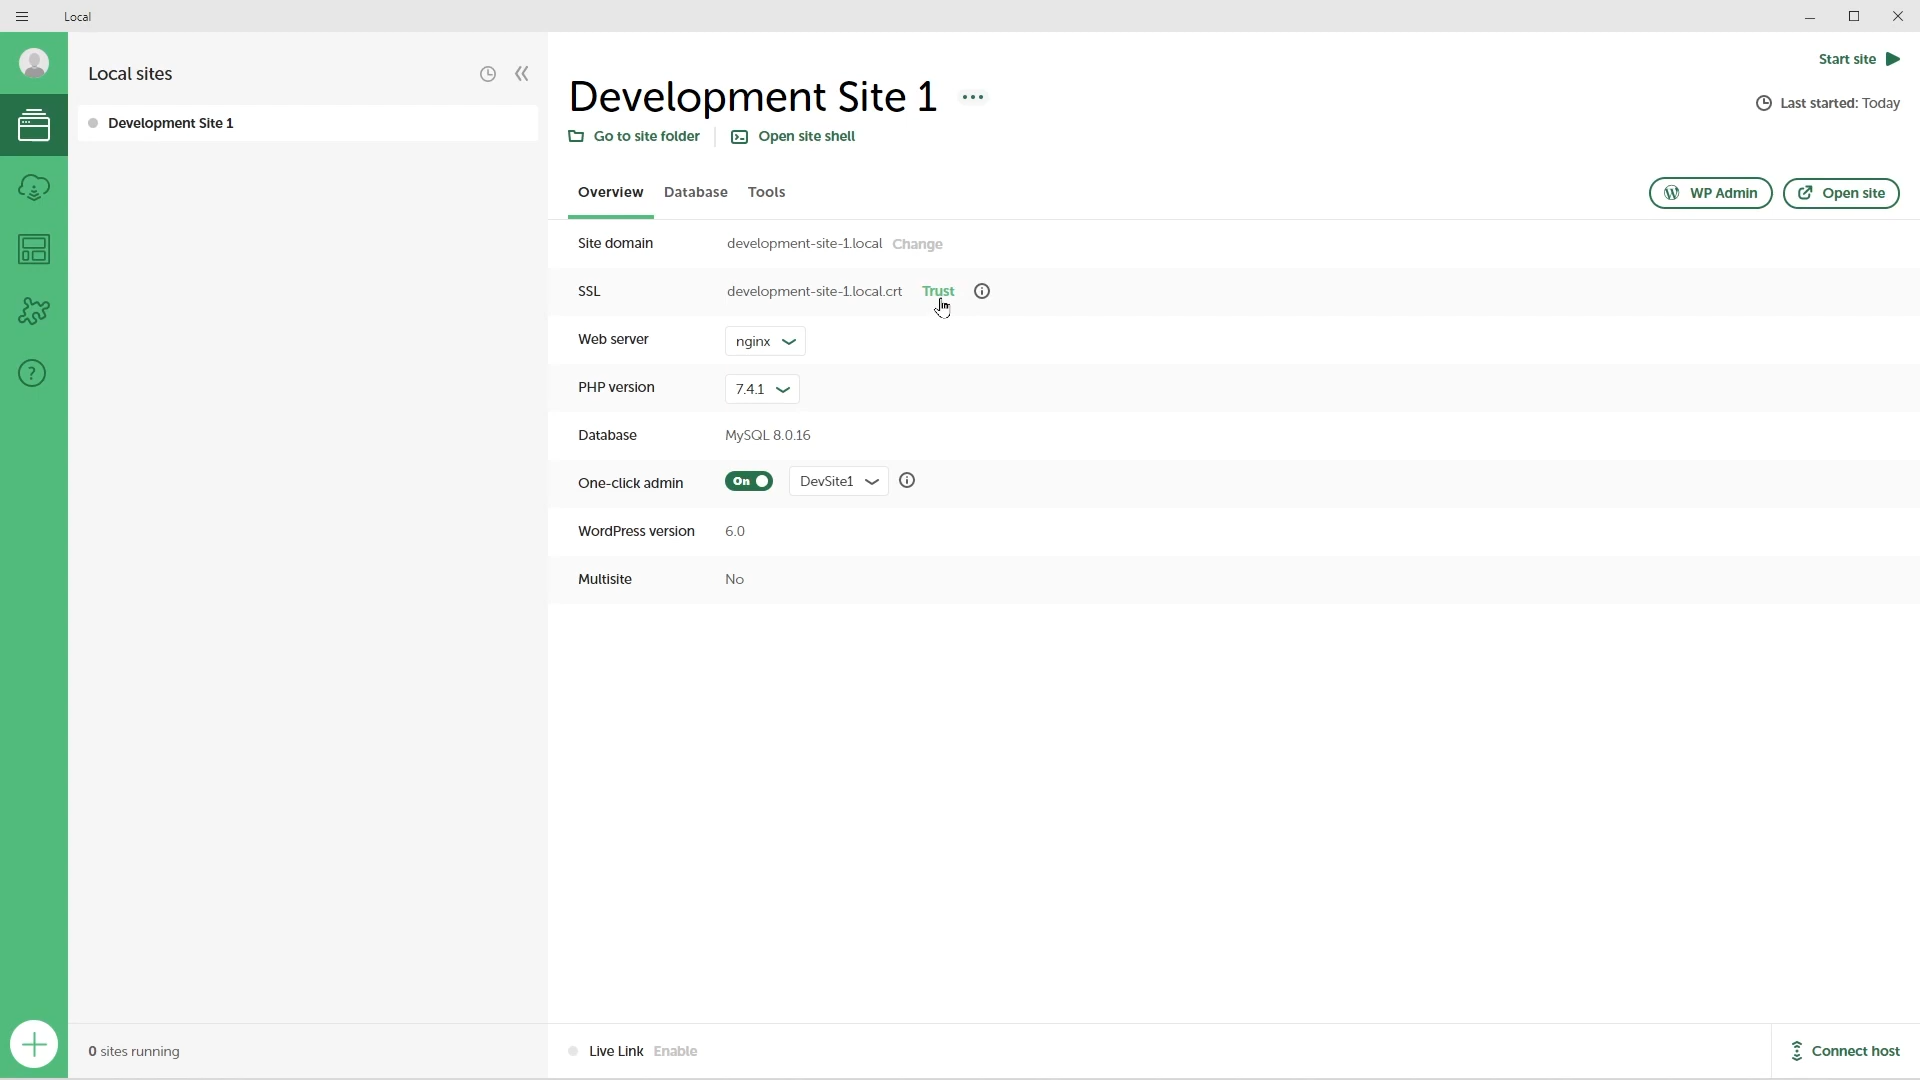 Local
Local sites
Development Site 1
0 sites running
Start site
Development Site 1
Last started: Today
Go to site folder
Open site shell
Overview Database Tools
WP Admin
Open site
Site domain development-site-1.local Change
SSL development-site-1.local.crt Trust
Web server nginx
PHP version 7.4.1
Database MySQL 8.0.16
One-click admin On DevSite1
WordPress version 6.0
Multisite No
Live Link Enable
Connect host